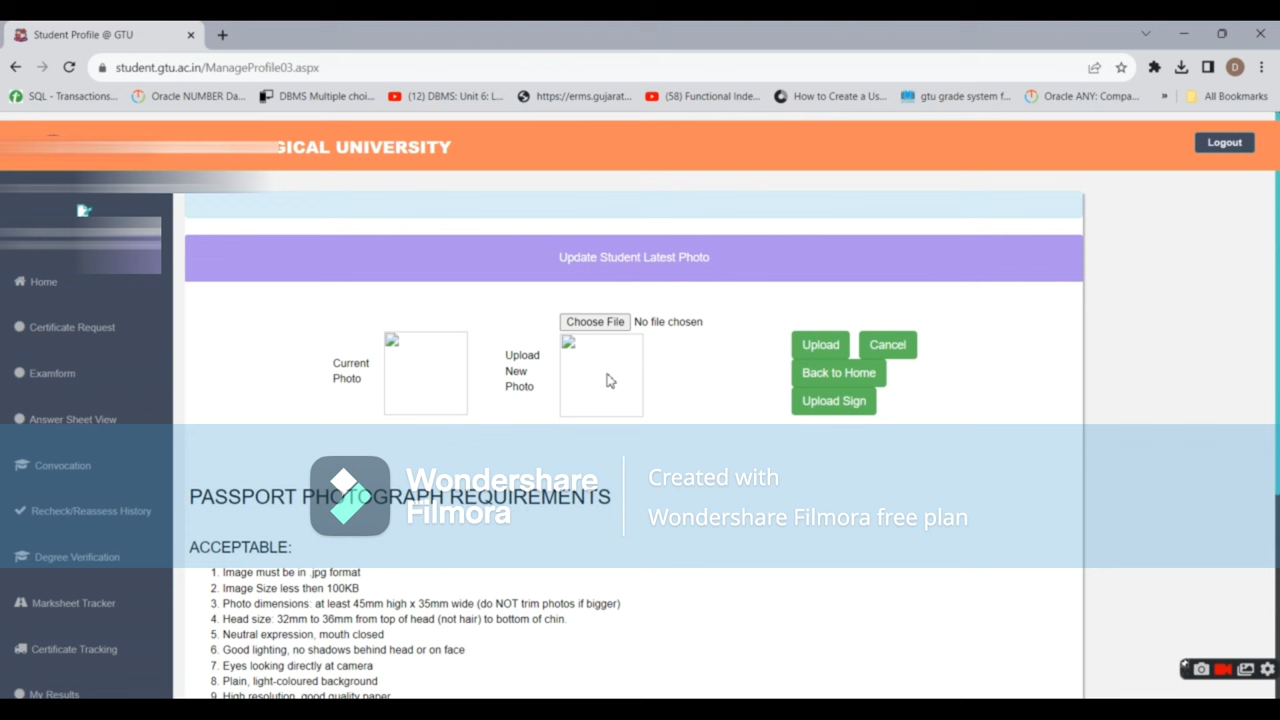 Student Profile @ GTU
student.gtu.ac.in/ManageProfile03.aspx
SQL - Transactions... Oracle NUMBER Da... DBMS Multiple choi... (12) DBMS: Unit 6: L... https://erms.gujarat... (58) Functional Inde... How to Create a Us... gtu grade system f... Oracle ANY: Compa... » All Bookmarks
GICAL UNIVERSITY
Logout
Update Student Latest Photo
Home
Certificate Request
Examform
Answer Sheet View
Convocation
Recheck/Reassess History
Degree Verification
Marksheet Tracker
Certificate Tracking
My Results
Choose File No file chosen
Current
Photo
Upload
New
Photo
Upload Cancel
Back to Home
Upload Sign
Wondershare
Filmora
Created with
Wondershare Filmora free plan
PASSPORT PHOTOGRAPH REQUIREMENTS
ACCEPTABLE:
1. Image must be in .jpg format
2. Image Size less then 100KB
3. Photo dimensions: at least 45mm high x 35mm wide (do NOT trim photos if bigger)
4. Head size: 32mm to 36mm from top of head (not hair) to bottom of chin.
5. Neutral expression, mouth closed
6. Good lighting, no shadows behind head or on face
7. Eyes looking directly at camera
8. Plain, light-coloured background
9. High resolution, good quality paper
D